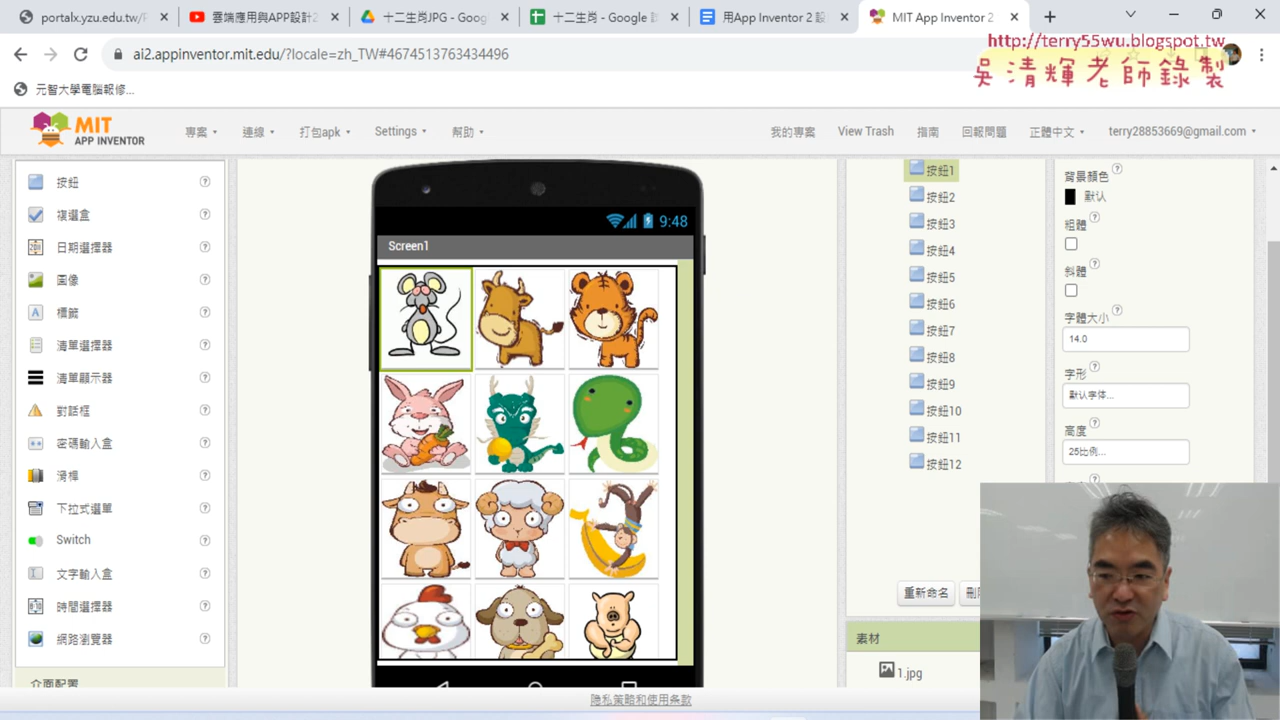 portalx.yzu.edu.tw/P
雲端應用與APP設計2
十二生肖JPG - Goog
十二生肖 - Google 試
用App Inventor 2 設
MIT App Inventor 2
ai2.appinventor.mit.edu/?locale=zh_TW#4674513763434496
http://terry55wu.blogspot.tw
吳清輝老師錄製
元智大學電腦報修...
MIT
APP INVENTOR
專案
連線
打包apk
Settings
幫助
我的專案
View Trash
指南
回報問題
正體中文
terry28853669@gmail.com
按鈕
複選盒
日期選擇器
圖像
標籤
清單選擇器
清單顯示器
對話框
密碼輸入盒
滑桿
下拉式選單
Switch
文字輸入盒
時間選擇器
網路瀏覽器
介面配置
9:48
Screen1
按鈕1
按鈕2
按鈕3
按鈕4
按鈕5
按鈕6
按鈕7
按鈕8
按鈕9
按鈕10
按鈕11
按鈕12
重新命名
素材
1.jpg
背景顏色
默认
粗體
斜體
字體大小
14.0
字形
默认字体...
高度
25比例...
隐私策略和使用条款